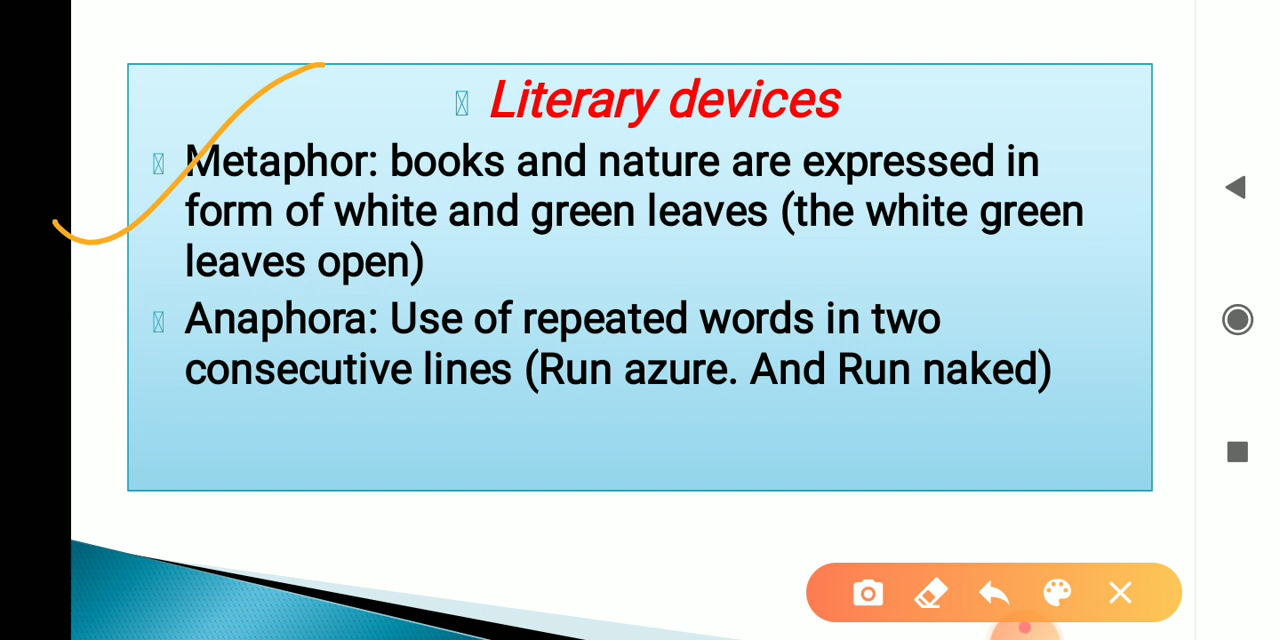 Literary devices
Metaphor: books and nature are expressed in
form of white and green leaves (the white green
leaves open)
Anaphora: Use of repeated words in two
consecutive lines (Run azure. And Run naked)